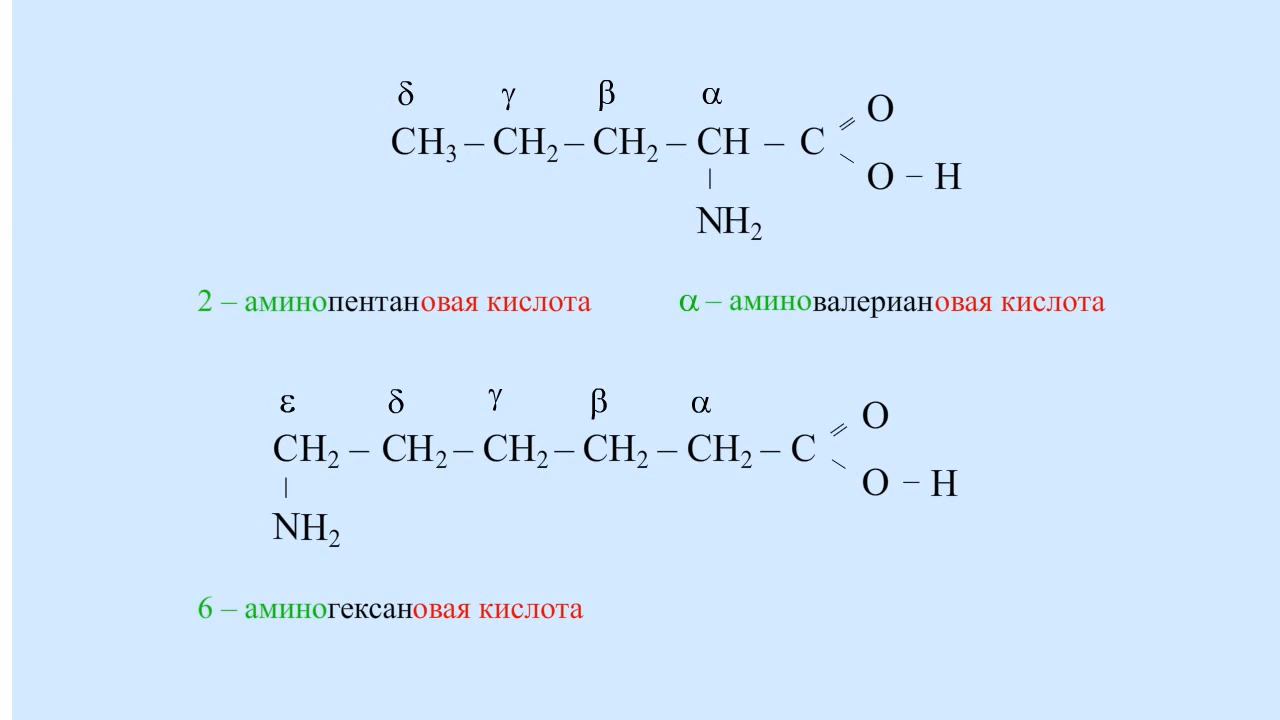 δ γ β α
O
CH₃ – CH₂ – CH₂ – CH – C
O – H
NH₂
2 – аминопентановая кислота α – аминовалериановая кислота
ε δ γ β α
O
CH₂ – CH₂ – CH₂ – CH₂ – CH₂ – C
O – H
NH₂
6 – аминогексановая кислота